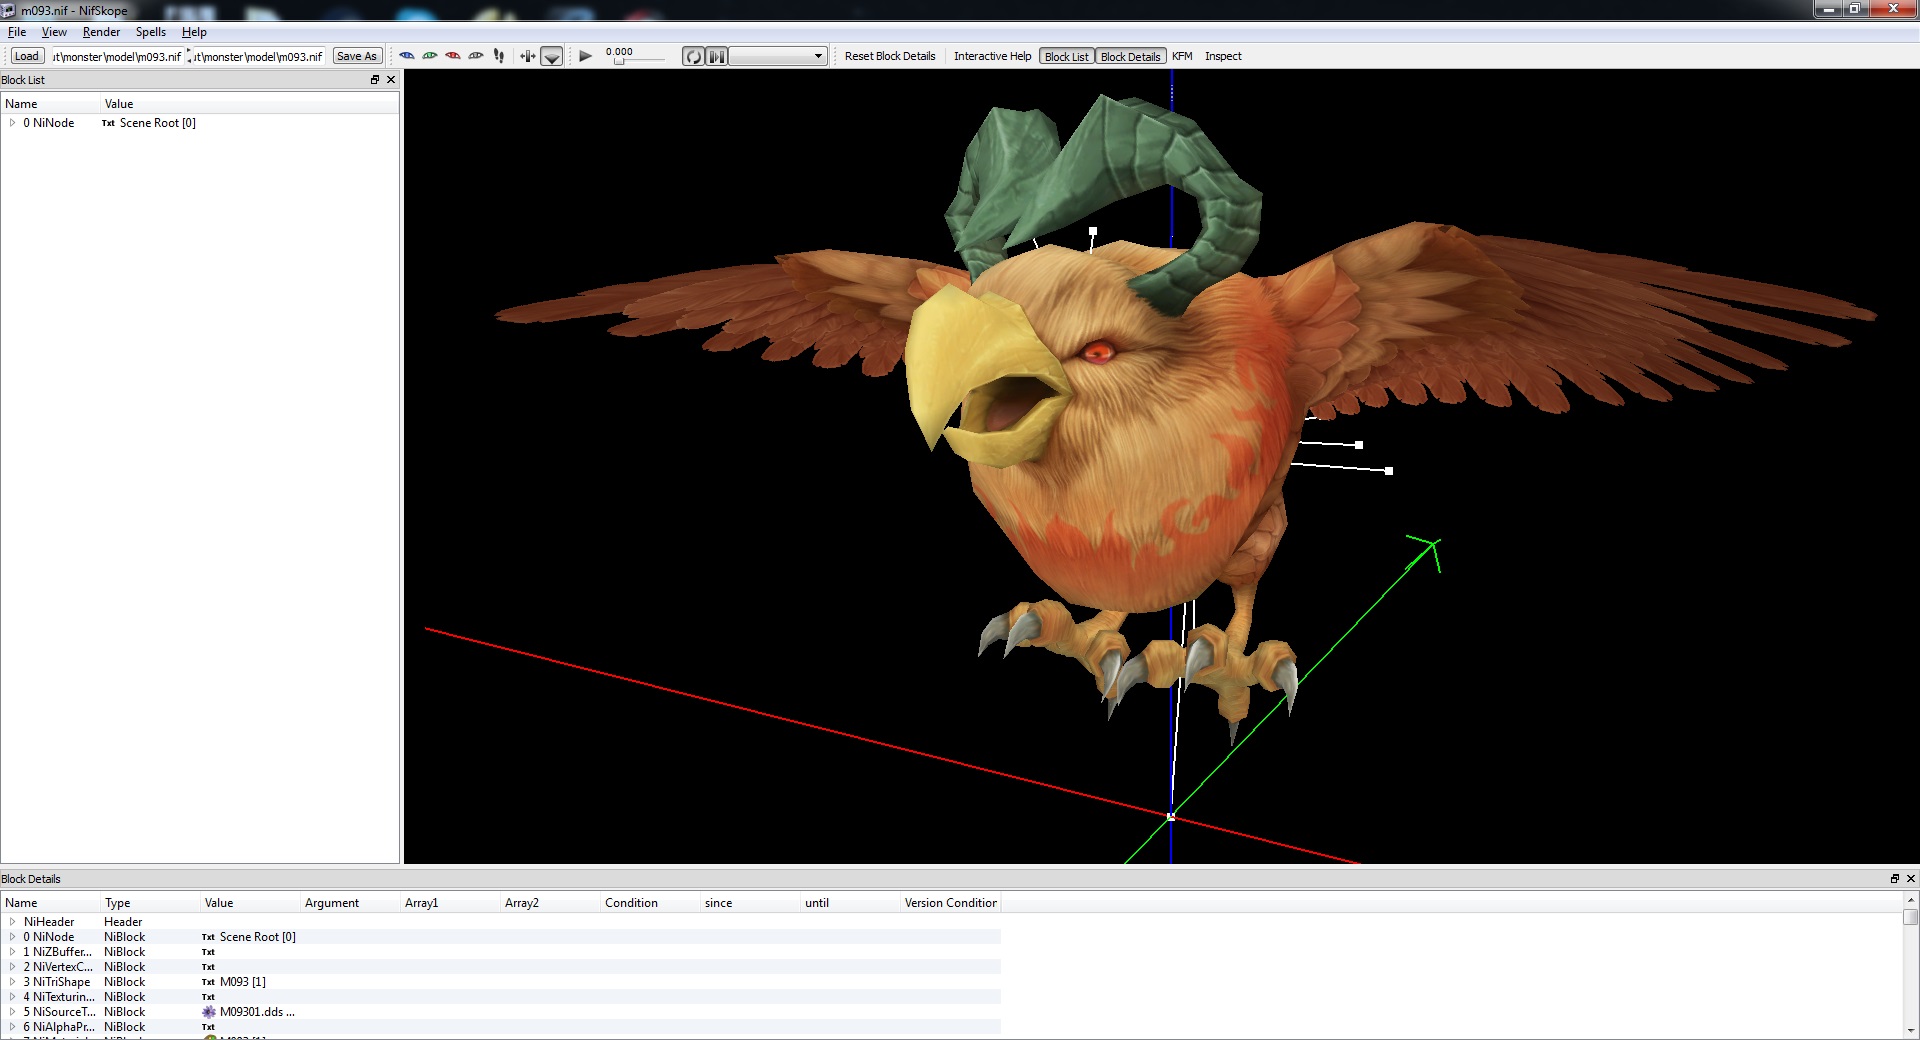 m093.nif - NifSkope
File View Render Spells Help
Load ut\monster\model\m093.nif ut\monster\model\m093.nif Save As 0.000 Reset Block Details Interactive Help Block List Block Details KFM Inspect
Block List
Name Value
0 NiNode Txt Scene Root [0]
Block Details
Name Type Value Argument Array1 Array2 Condition since until Version Condition
NiHeader Header
0 NiNode NiBlock Txt Scene Root [0]
1 NiZBuffer... NiBlock Txt
2 NiVertexC... NiBlock Txt
3 NiTriShape NiBlock Txt M093 [1]
4 NiTexturin... NiBlock Txt
5 NiSourceT... NiBlock M09301.dds ...
6 NiAlphaPr... NiBlock Txt